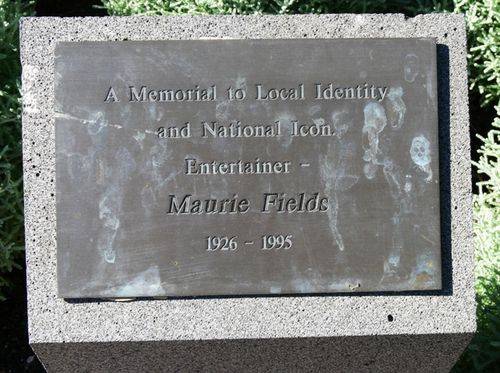 A Memorial to Local Identity
and National Icon.
Entertainer -
Maurie Fields
1926 - 1995